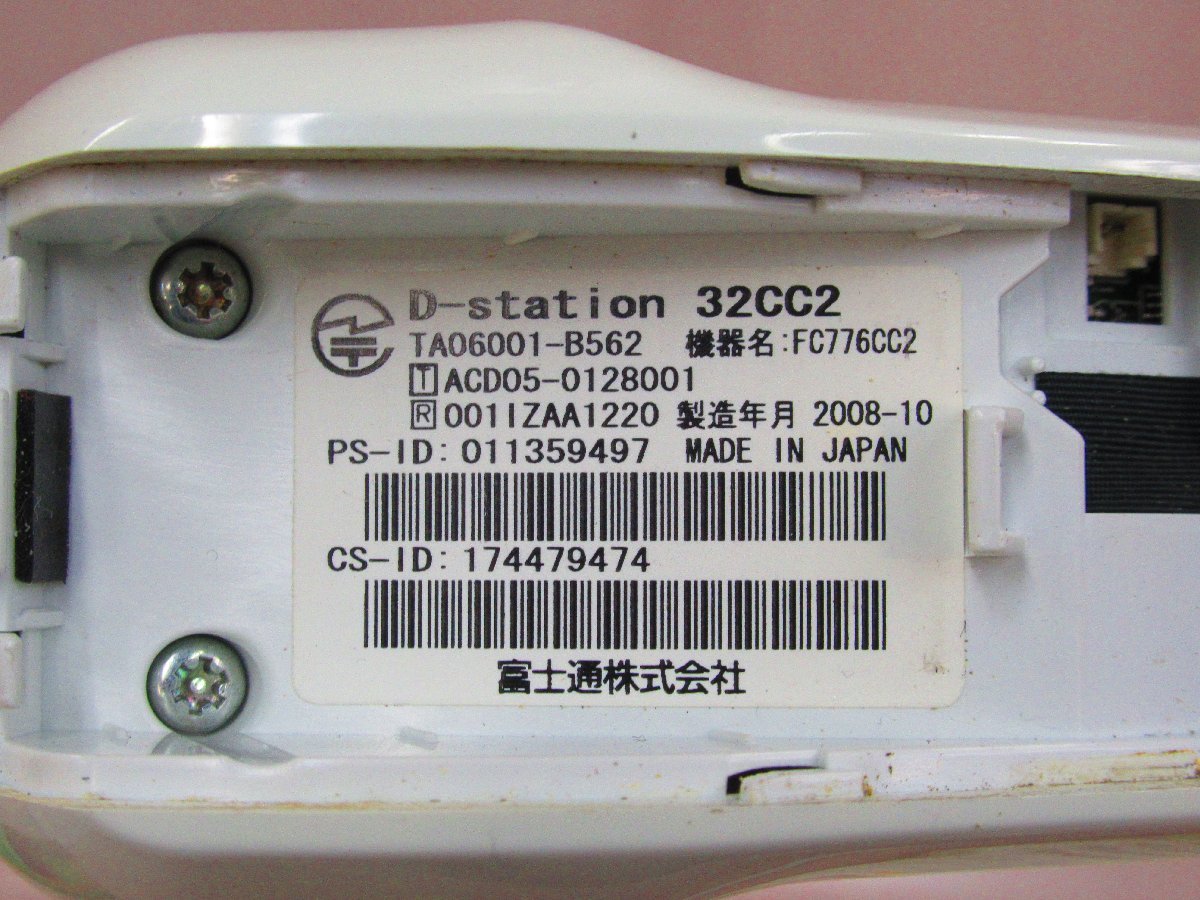 D-station 32CC2
TA06001-B562 機器名:FC776CC2
T ACD05-0128001
R 001IZAA1220 製造年月 2008-10
PS-ID: 011359497 MADE IN JAPAN
CS-ID: 174479474
富士通株式会社